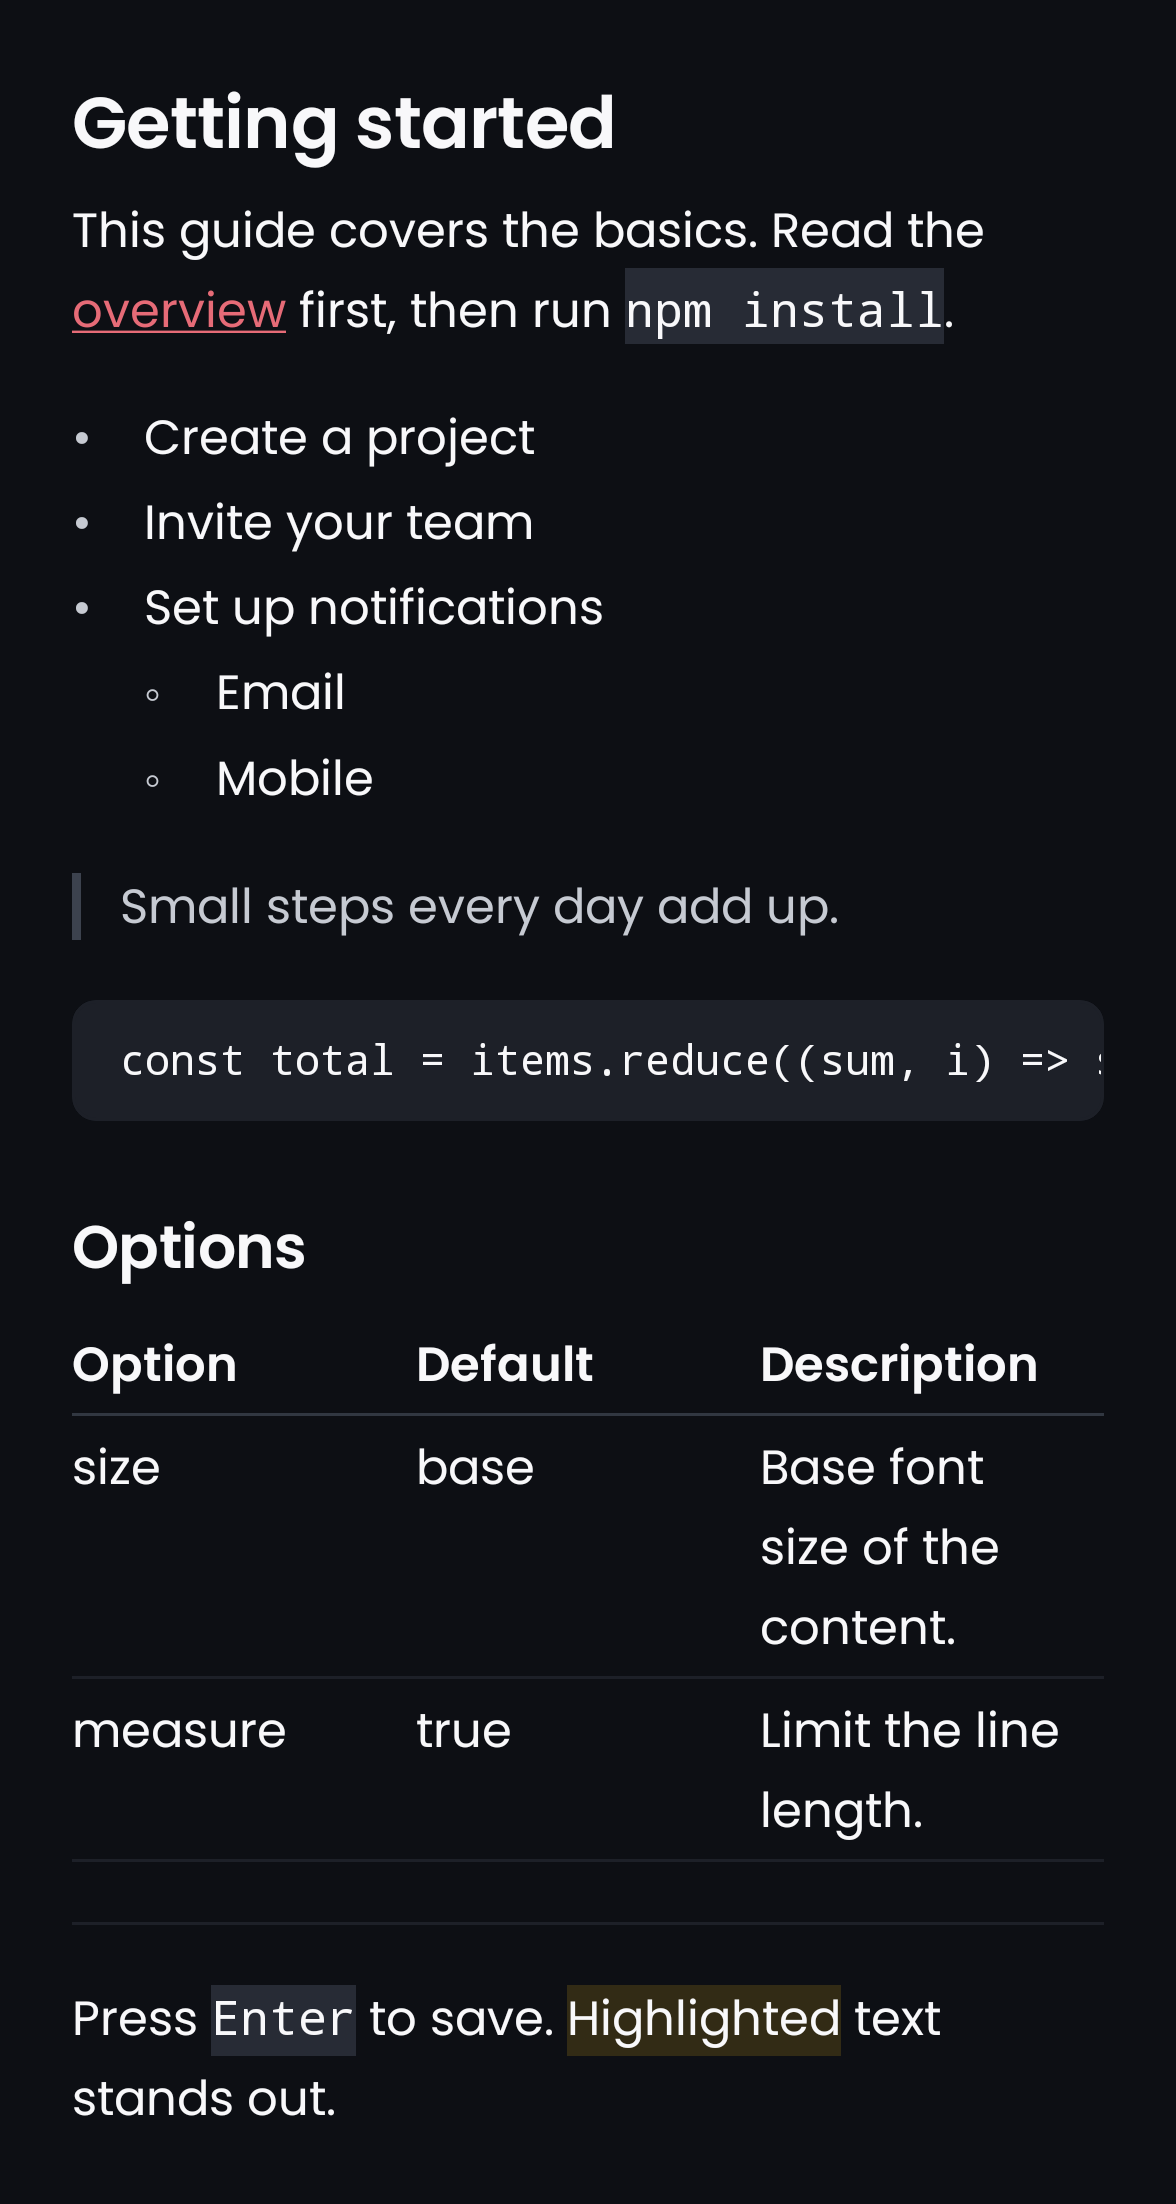 Getting started
This guide covers the basics. Read the
overview first, then run npm install.
• Create a project
• Invite your team
• Set up notifications
◦ Email
◦ Mobile
Small steps every day add up.
const total = items.reduce((sum, i) =>
Options
Option Default Description
size base Base font
size of the
content.
measure true Limit the line
length.
Press Enter to save. Highlighted text
stands out.